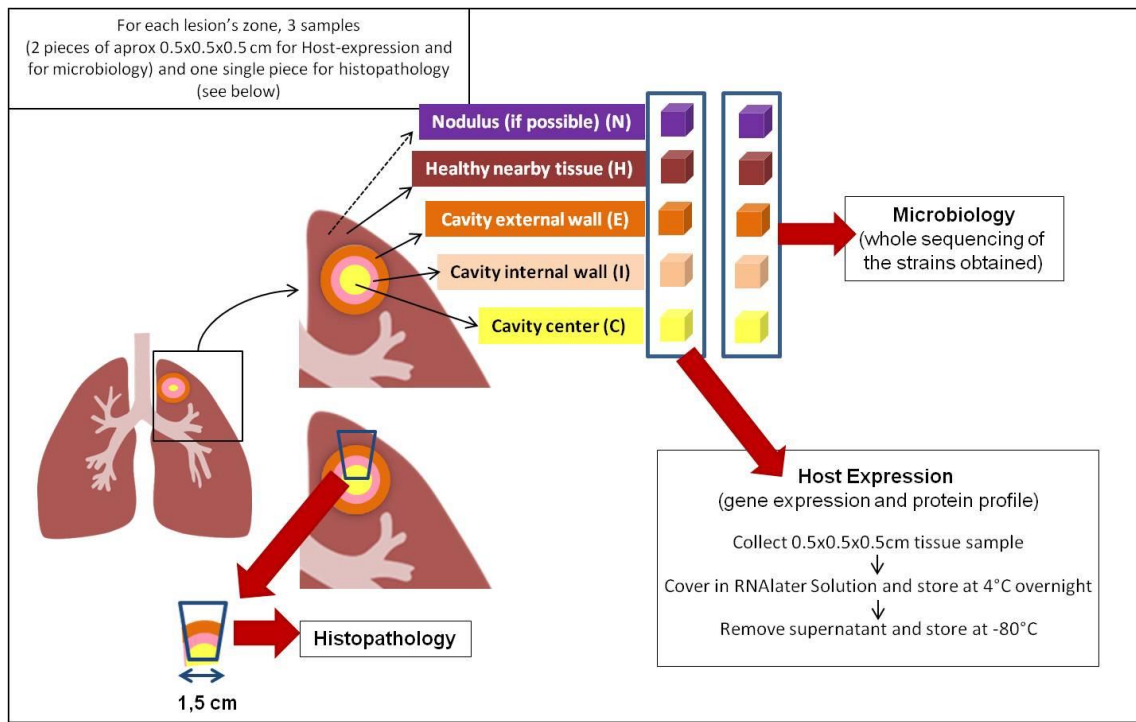 For each lesion's zone, 3 samples
(2 pieces of aprox 0.5x0.5x0.5 cm for Host-expression and
for microbiology) and one single piece for histopathology
(see below)
Nodulus (if possible) (N)
Healthy nearby tissue (H)
Cavity external wall (E)
Cavity internal wall (I)
Cavity center (C)
Microbiology
(whole sequencing of
the strains obtained)
Host Expression
(gene expression and protein profile)
Collect 0.5x0.5x0.5cm tissue sample
Cover in RNAlater Solution and store at 4°C overnight
Remove supernatant and store at -80°C
Histopathology
1,5 cm